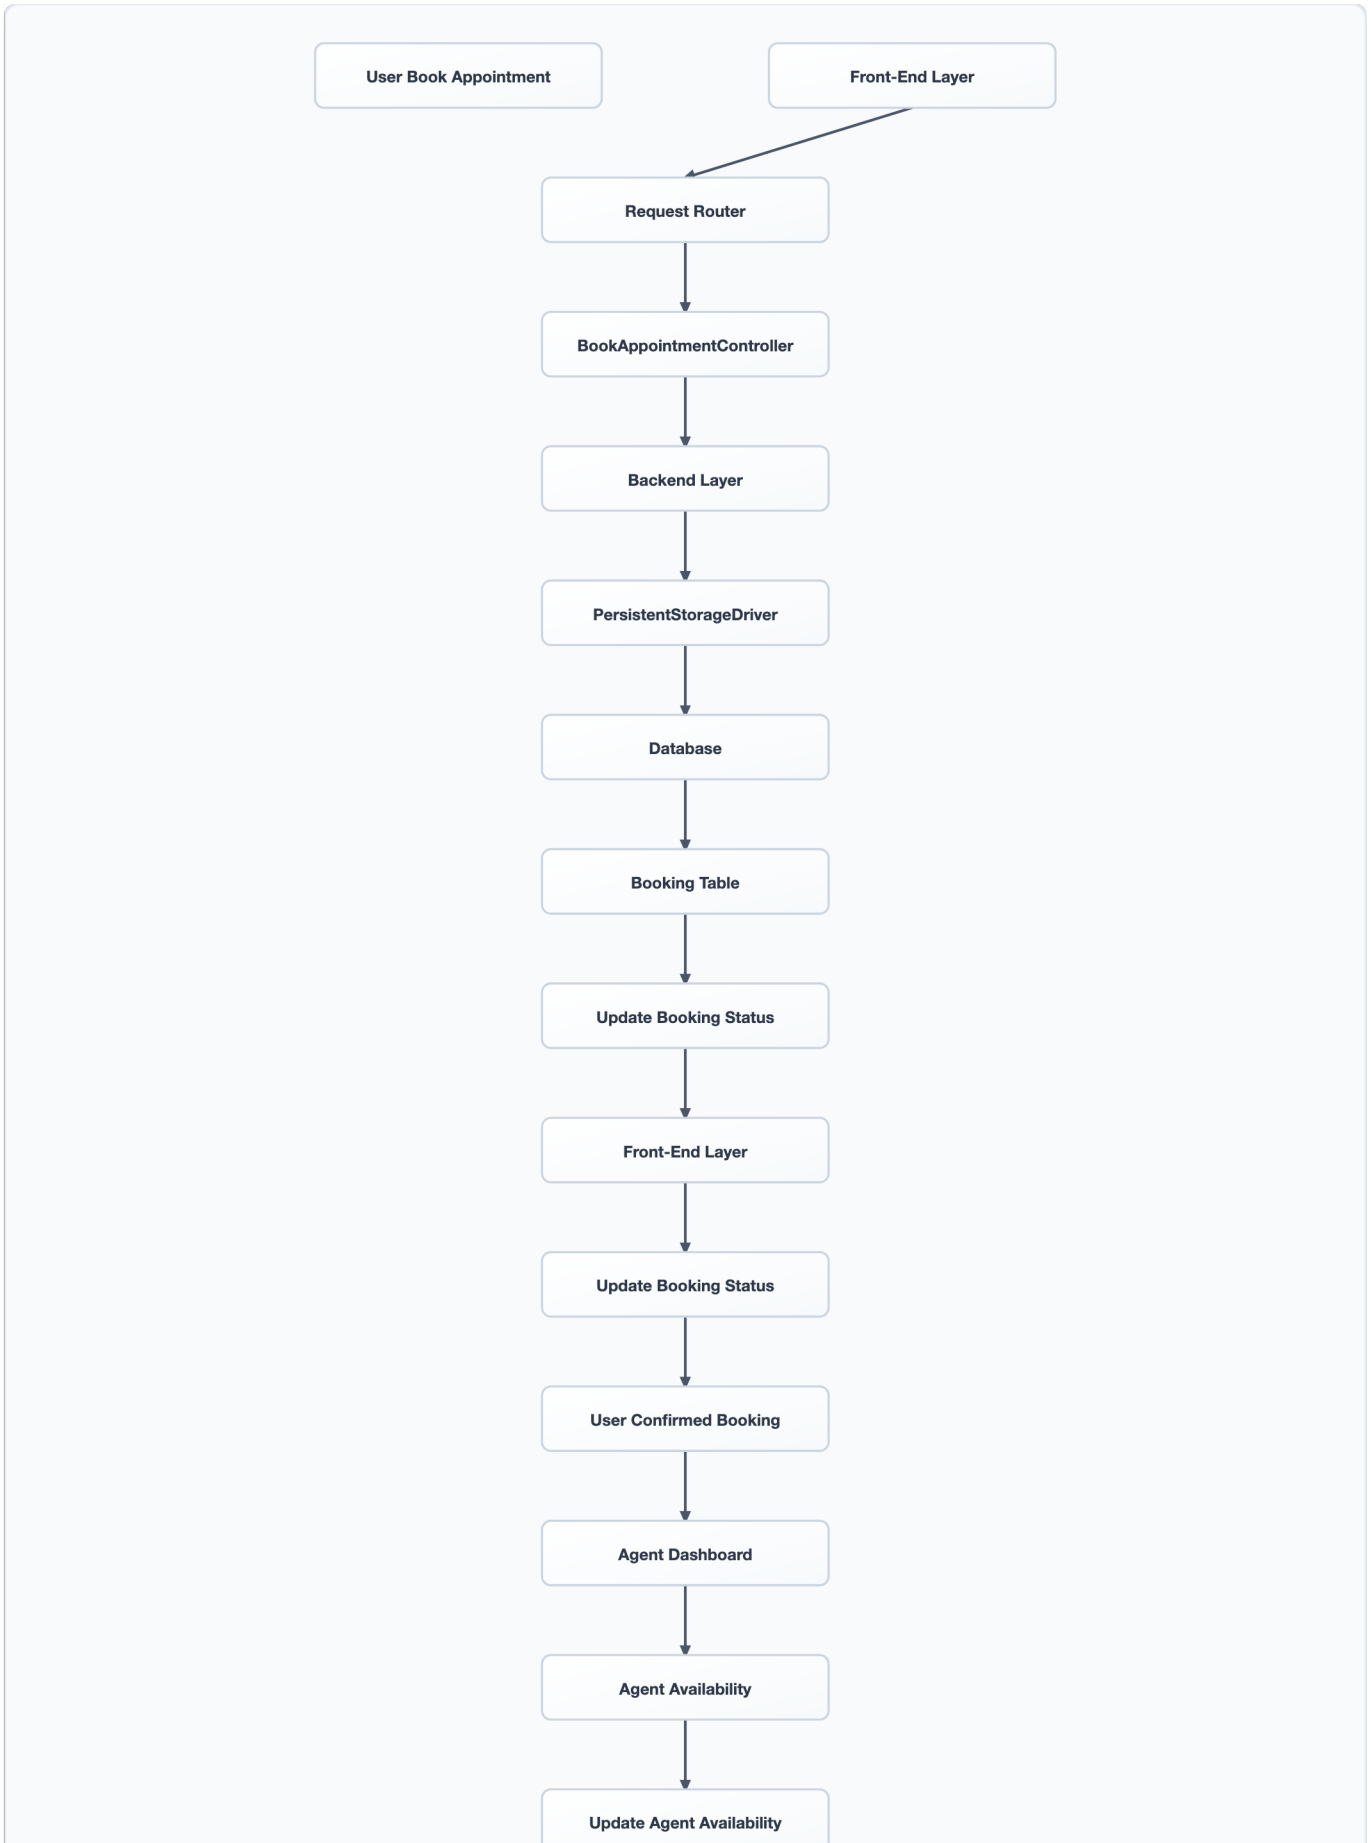 User Book Appointment
Front-End Layer
Request Router
BookAppointmentController
Backend Layer
PersistentStorageDriver
Database
Booking Table
Update Booking Status
Front-End Layer
Update Booking Status
User Confirmed Booking
Agent Dashboard
Agent Availability
Update Agent Availability